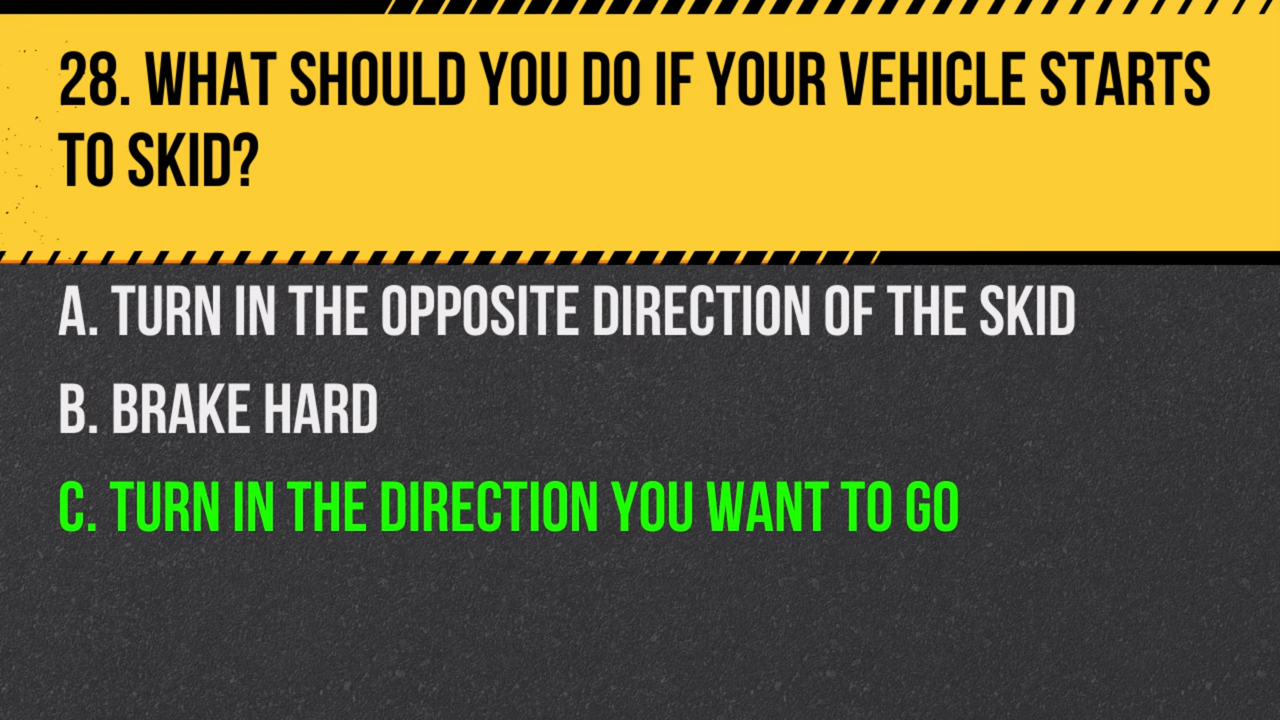 28. WHAT SHOULD YOU DO IF YOUR VEHICLE STARTS
TO SKID?
A. TURN IN THE OPPOSITE DIRECTION OF THE SKID
B. BRAKE HARD
C. TURN IN THE DIRECTION YOU WANT TO GO